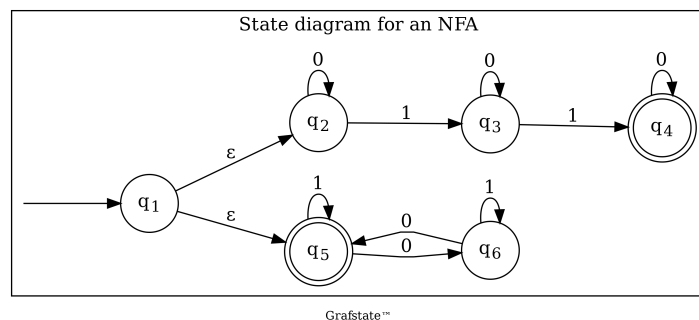 State diagram for an NFA
0
0
0
q2
1
q3
1
q4
ε
q1
ε
1
1
q5
0
0
q6
Grafstate™